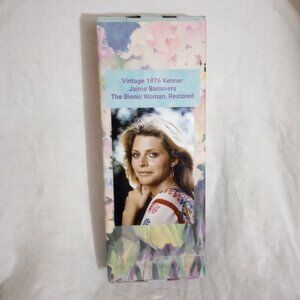 Vintage 1976 Kenner
Jaime Sommers
The Bionic Woman, Restored